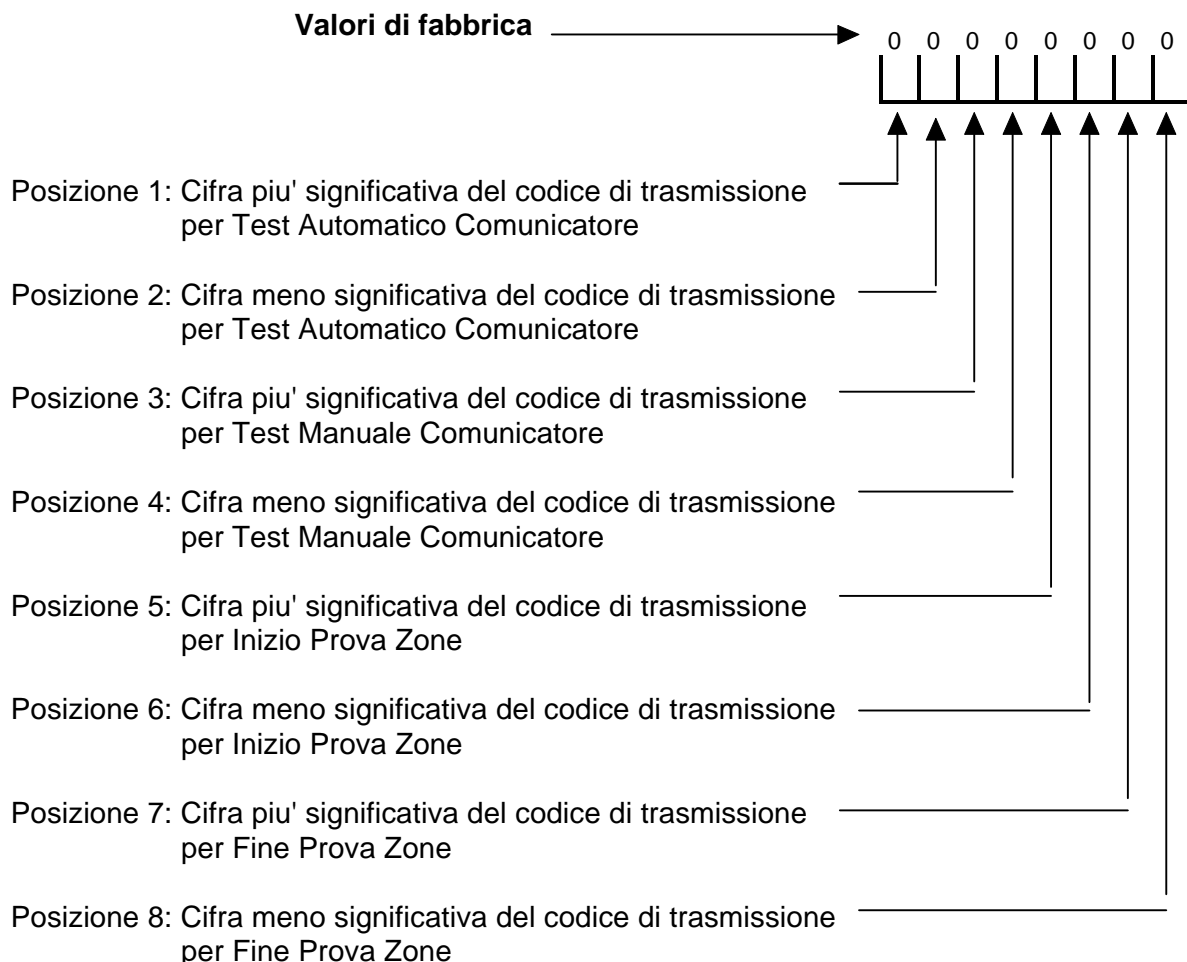 Valori di fabbrica
0 0 0 0 0 0 0 0
Posizione 1: Cifra piu' significativa del codice di trasmissione
per Test Automatico Comunicatore
Posizione 2: Cifra meno significativa del codice di trasmissione
per Test Automatico Comunicatore
Posizione 3: Cifra piu' significativa del codice di trasmissione
per Test Manuale Comunicatore
Posizione 4: Cifra meno significativa del codice di trasmissione
per Test Manuale Comunicatore
Posizione 5: Cifra piu' significativa del codice di trasmissione
per Inizio Prova Zone
Posizione 6: Cifra meno significativa del codice di trasmissione
per Inizio Prova Zone
Posizione 7: Cifra piu' significativa del codice di trasmissione
per Fine Prova Zone
Posizione 8: Cifra meno significativa del codice di trasmissione
per Fine Prova Zone